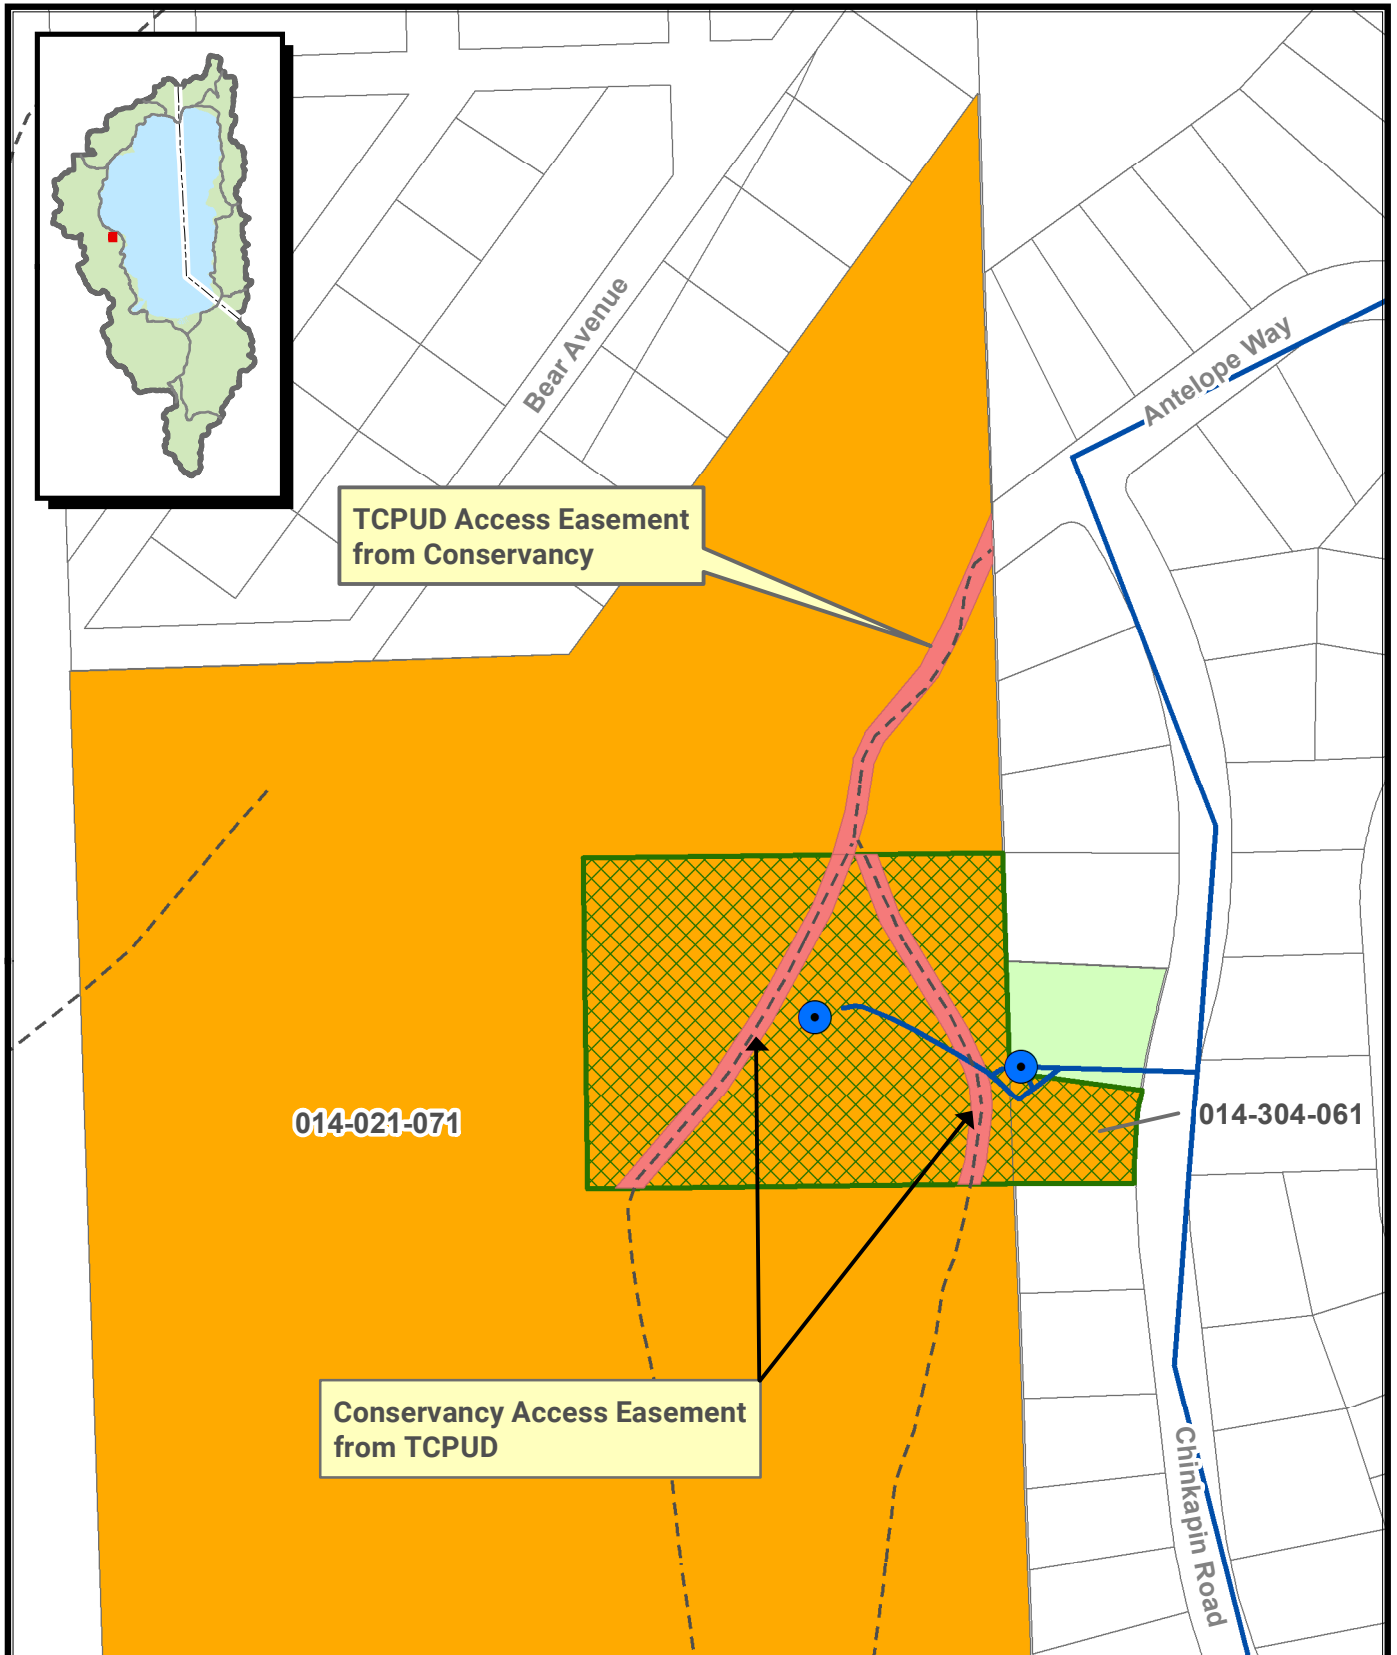 Bear Avenue
Antelope Way
TCPUD Access Easement
from Conservancy
014-021-071
014-304-061
Conservancy Access Easement
from TCPUD
Chinkapin Road